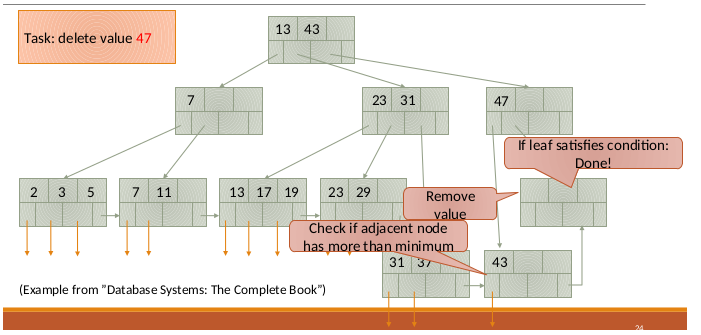 Task: delete value 47
13 43
7
23 31
47
If leaf satisfies condition:
Done!
2 3 5
7 11
13 17 19
23 29
Remove
value
Check if adjacent node
has more than minimum
31 37
43
(Example from ”Database Systems: The Complete Book”)
24